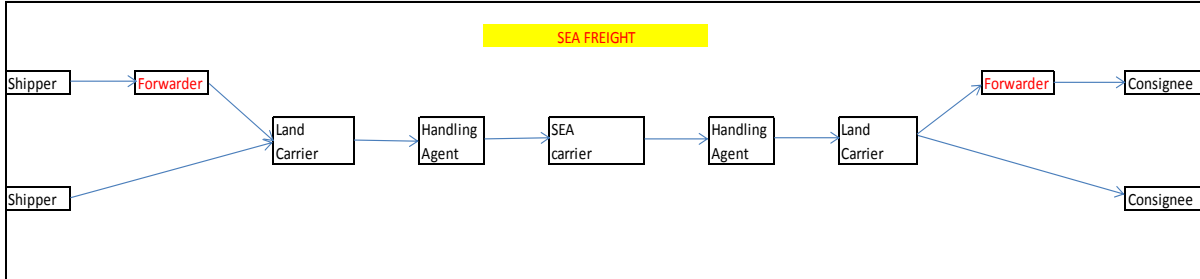 SEA FREIGHT
Shipper
Forwarder
Forwarder
Consignee
Land
Carrier
Handling
Agent
SEA
carrier
Handling
Agent
Land
Carrier
Shipper
Consignee